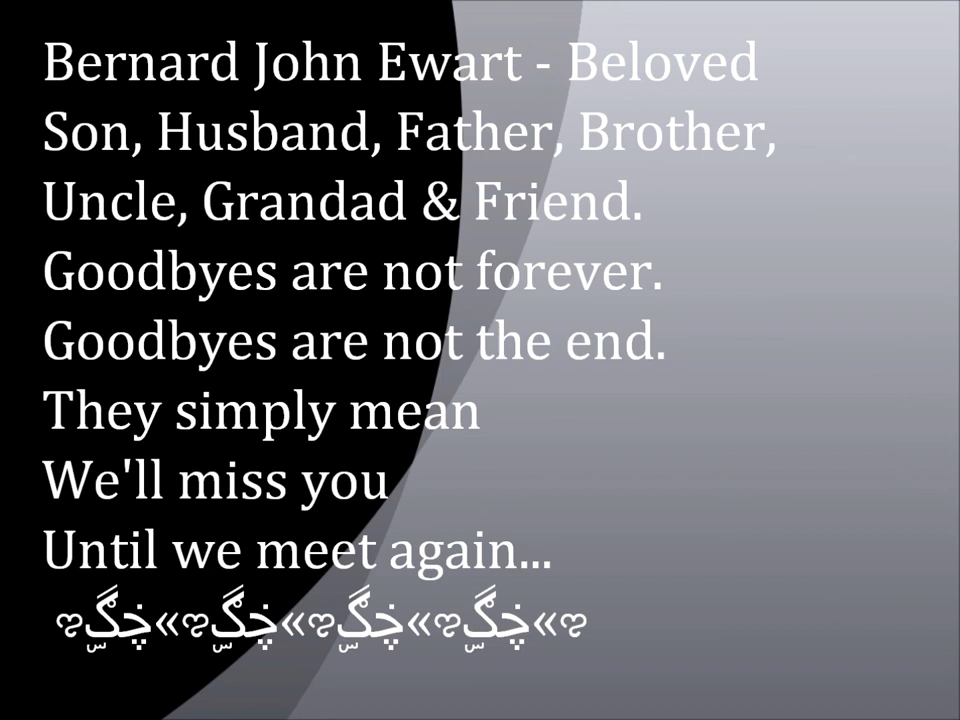 Bernard John Ewart - Beloved
Son, Husband, Father, Brother,
Uncle, Grandad & Friend.
Goodbyes are not forever.
Goodbyes are not the end.
They simply mean
We'll miss you
Until we meet again...